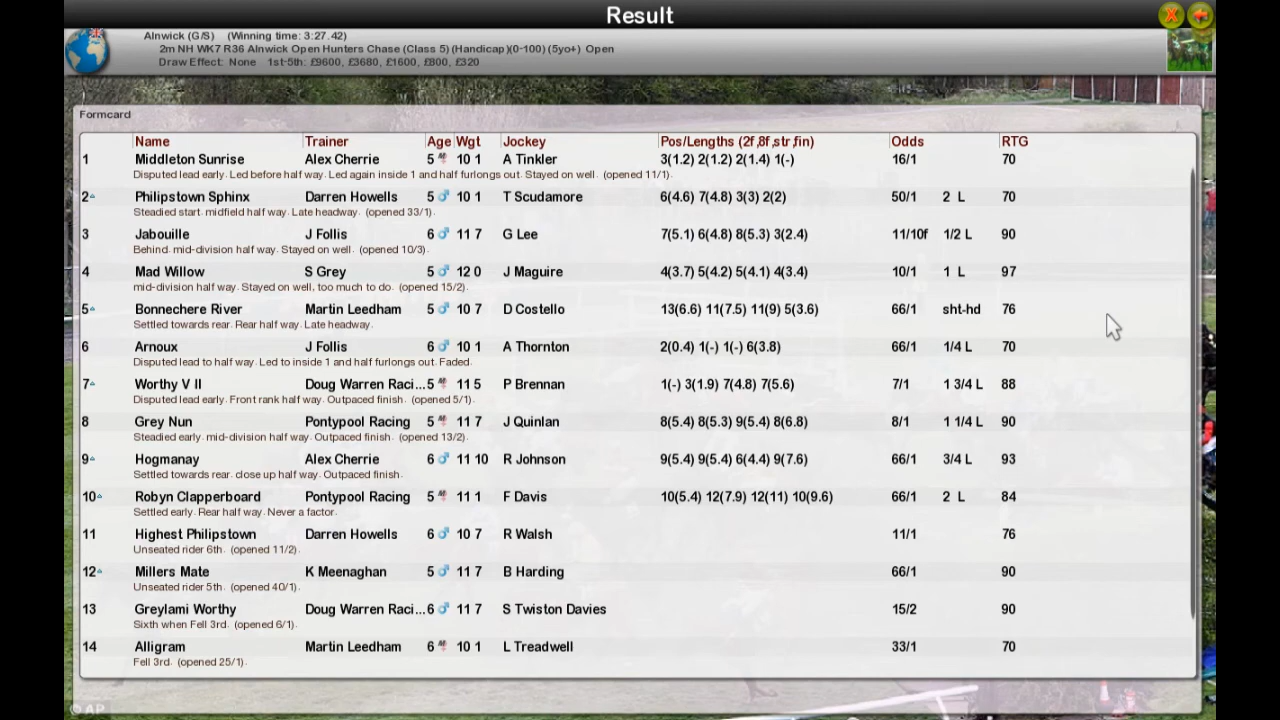 Result
Alnwick (G/S) (Winning time: 3:27.42)
2m NH WK7 R36 Alnwick Open Hunters Chase (Class 5) (Handicap)(0-100) (5yo+) Open
Draw Effect: None 1st-5th: £9600, £3680, £1600, £800, £320
Formcard
Name Trainer Age Wgt Jockey Pos/Lengths (2f,8f,str,fin) Odds RTG
1 Middleton Sunrise Alex Cherrie 5 10 1 A Tinkler 3(1.2) 2(1.2) 2(1.4) 1(-) 16/1 70
Disputed lead early. Led before half way. Led again inside 1 and half furlongs out. Stayed on well. (opened 11/1).
2 Philipstown Sphinx Darren Howells 5 10 1 T Scudamore 6(4.6) 7(4.8) 3(3) 2(2) 50/1 2 L 70
Steadied start. midfield half way. Late headway. (opened 33/1).
3 Jabouille J Follis 6 11 7 G Lee 7(5.1) 6(4.8) 8(5.3) 3(2.4) 11/10f 1/2 L 90
Behind. mid-division half way. Stayed on well. (opened 10/3).
4 Mad Willow S Grey 5 12 0 J Maguire 4(3.7) 5(4.2) 5(4.1) 4(3.4) 10/1 1 L 97
mid-division half way. Stayed on well, too much to do. (opened 15/2).
5 Bonnechere River Martin Leedham 5 10 7 D Costello 13(6.6) 11(7.5) 11(9) 5(3.6) 66/1 sht-hd 76
Settled towards rear. Rear half way. Late headway.
6 Arnoux J Follis 6 10 1 A Thornton 2(0.4) 1(-) 1(-) 6(3.8) 66/1 1/4 L 70
Disputed lead to half way. Led to inside 1 and half furlongs out. Faded.
7 Worthy V II Doug Warren Raci... 5 11 5 P Brennan 1(-) 3(1.9) 7(4.8) 7(5.6) 7/1 1 3/4 L 88
Disputed lead early. Front rank half way. Outpaced finish. (opened 5/1).
8 Grey Nun Pontypool Racing 5 11 7 J Quinlan 8(5.4) 8(5.3) 9(5.4) 8(6.8) 8/1 1 1/4 L 90
Steadied early. mid-division half way. Outpaced finish. (opened 13/2).
9 Hogmanay Alex Cherrie 6 11 10 R Johnson 9(5.4) 9(5.4) 6(4.4) 9(7.6) 66/1 3/4 L 93
Settled towards rear. close up half way. Outpaced finish.
10 Robyn Clapperboard Pontypool Racing 5 11 1 F Davis 10(5.4) 12(7.9) 12(11) 10(9.6) 66/1 2 L 84
Settled early. Rear half way. Never a factor.
11 Highest Philipstown Darren Howells 6 10 7 R Walsh 11/1 76
Unseated rider 6th. (opened 11/2).
12 Millers Mate K Meenaghan 5 11 7 B Harding 66/1 90
Unseated rider 5th. (opened 40/1).
13 Greylami Worthy Doug Warren Raci... 6 11 7 S Twiston Davies 15/2 90
Sixth when Fell 3rd. (opened 6/1).
14 Alligram Martin Leedham 6 10 1 L Treadwell 33/1 70
Fell 3rd. (opened 25/1).
© AP